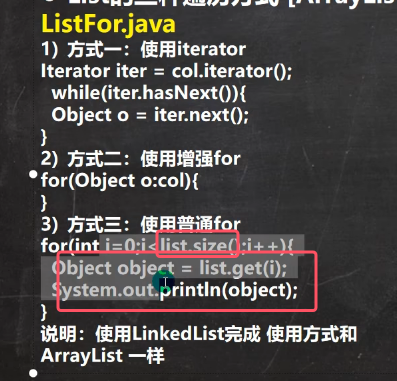 List的三种遍历方式 [ArrayList
ListFor.java
1）方式一：使用iterator
Iterator iter = col.iterator();
while(iter.hasNext()){
Object o = iter.next();
}
2）方式二：使用增强for
for(Object o:col){
}
3）方式三：使用普通for
for(int i=0;i<list.size();i++){
Object object = list.get(i);
System.out.println(object);
}
说明：使用LinkedList完成 使用方式和
ArrayList 一样